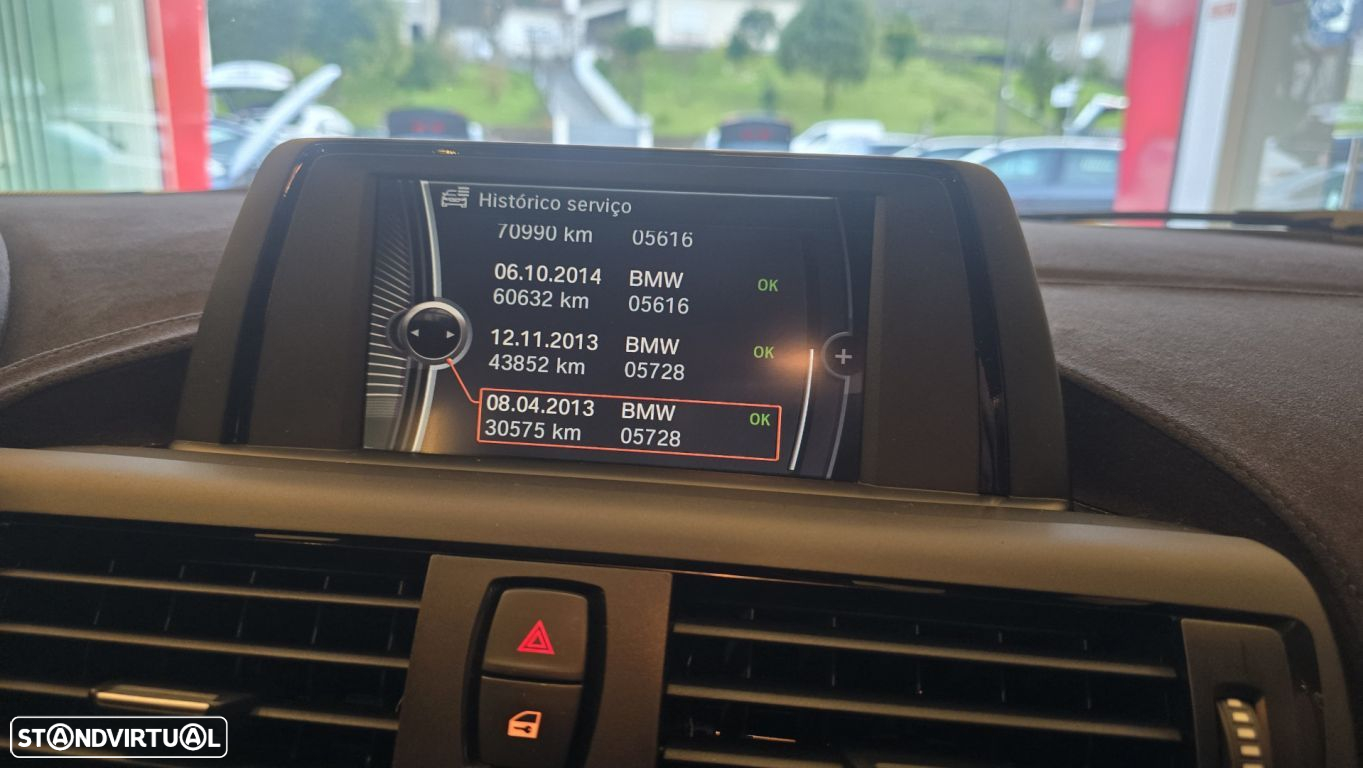 Histórico serviço
70990 km 05616
06.10.2014 BMW OK
60632 km 05616
12.11.2013 BMW OK
43852 km 05728
08.04.2013 BMW OK
30575 km 05728
STANDVIRTUAL